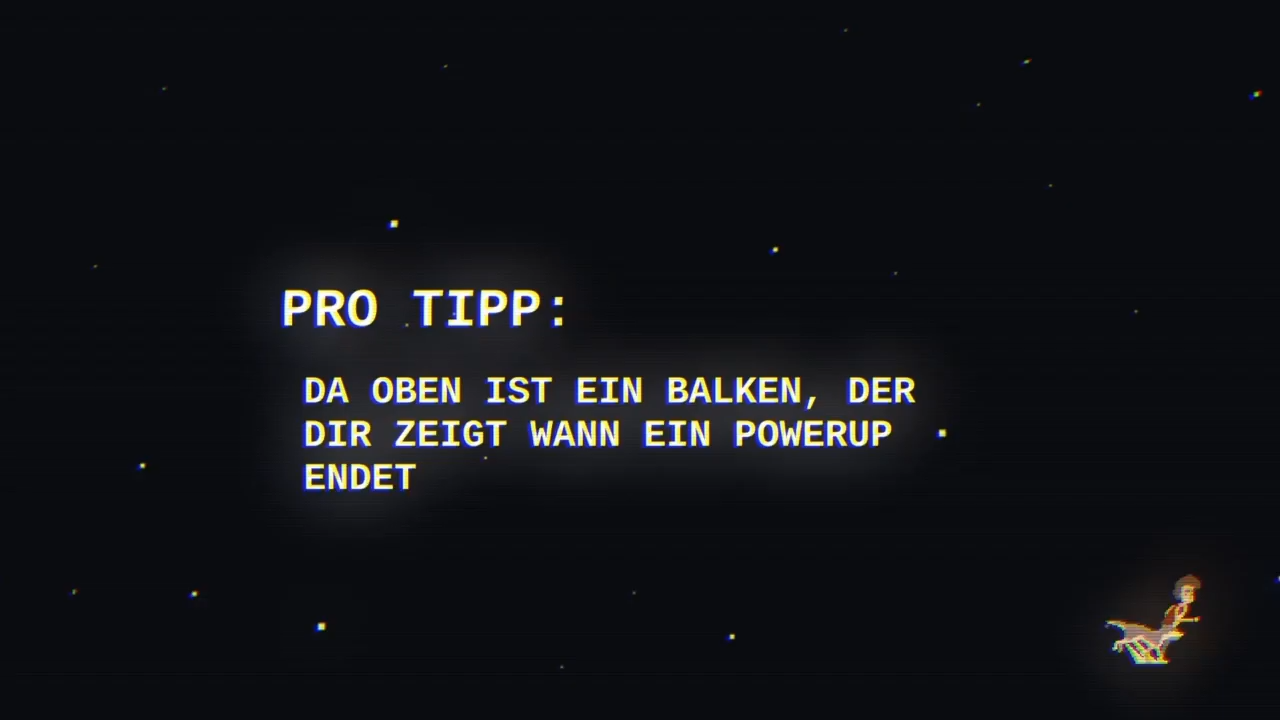 PRO TIPP:
DA OBEN IST EIN BALKEN, DER
DIR ZEIGT WANN EIN POWERUP
ENDET